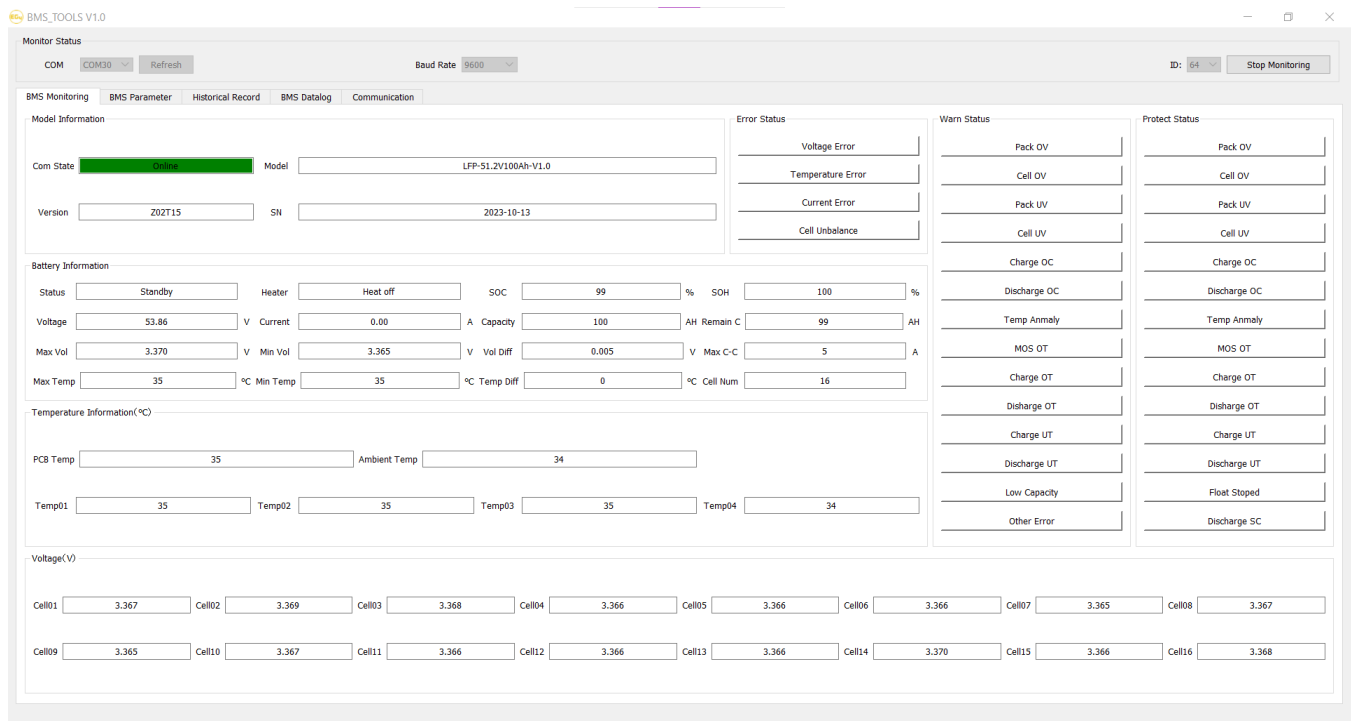 BMS_TOOLS V1.0
Monitor Status
COM COM30 Refresh Baud Rate 9600 ID: 64 Stop Monitoring
BMS Monitoring BMS Parameter Historical Record BMS Datalog Communication
Model Information
Com State Online Model LFP-51.2V100Ah-V1.0
Version Z02T15 SN 2023-10-13
Error Status
Voltage Error
Temperature Error
Current Error
Cell Unbalance
Warn Status
Pack OV
Cell OV
Pack UV
Cell UV
Charge OC
Discharge OC
Temp Anmaly
MOS OT
Charge OT
Disharge OT
Charge UT
Discharge UT
Low Capacity
Other Error
Protect Status
Pack OV
Cell OV
Pack UV
Cell UV
Charge OC
Discharge OC
Temp Anmaly
MOS OT
Charge OT
Disharge OT
Charge UT
Discharge UT
Float Stoped
Discharge SC
Battery Information
Status Standby Heater Heat off SOC 99 % SOH 100 %
Voltage 53.86 V Current 0.00 A Capacity 100 AH Remain C 99 AH
Max Vol 3.370 V Min Vol 3.365 V Vol Diff 0.005 V Max C-C 5 A
Max Temp 35 ºC Min Temp 35 ºC Temp Diff 0 ºC Cell Num 16
Temperature Information(ºC)
PCB Temp 35 Ambient Temp 34
Temp01 35 Temp02 35 Temp03 35 Temp04 34
Voltage(V)
Cell01 3.367 Cell02 3.369 Cell03 3.368 Cell04 3.366 Cell05 3.366 Cell06 3.366 Cell07 3.365 Cell08 3.367
Cell09 3.365 Cell10 3.367 Cell11 3.366 Cell12 3.366 Cell13 3.366 Cell14 3.370 Cell15 3.366 Cell16 3.368